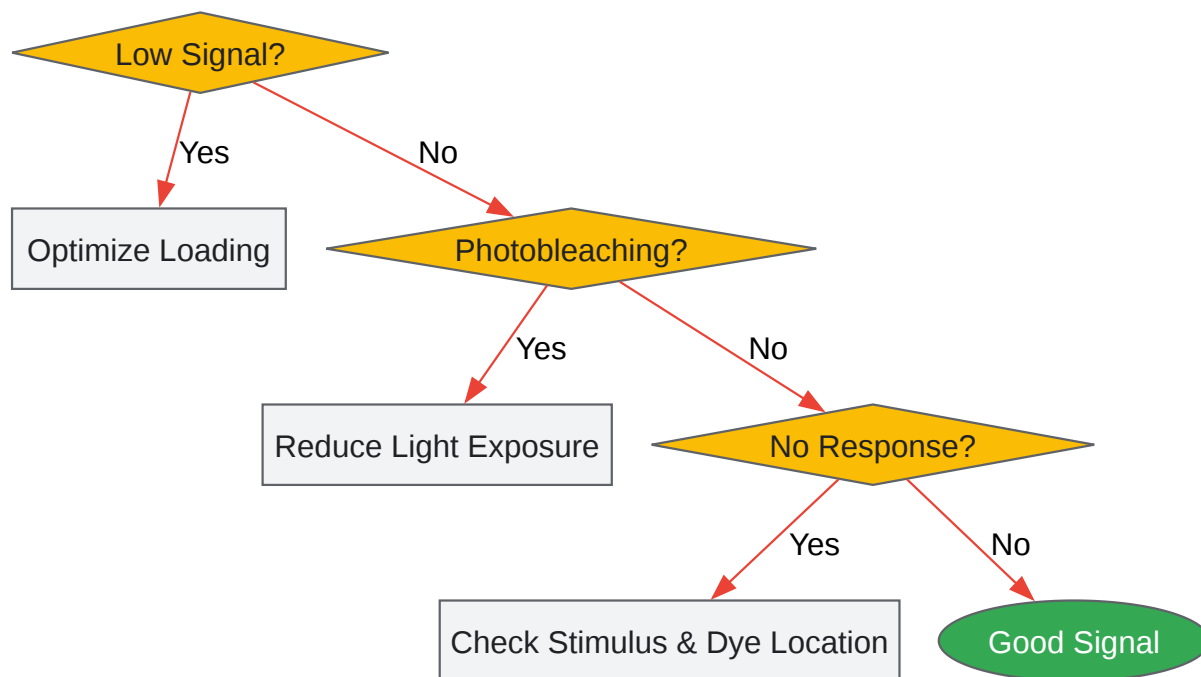 Low Signal?
Yes
No
Optimize Loading
Photobleaching?
Yes
No
Reduce Light Exposure
No Response?
Yes
No
Check Stimulus & Dye Location
Good Signal